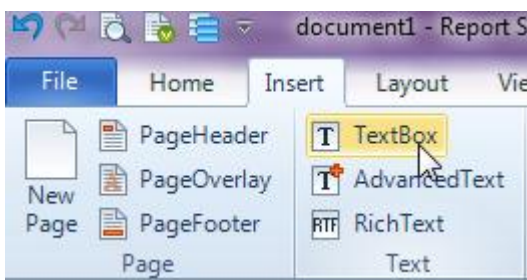 document1 - Report S
File Home Insert Layout Vie
New Page
PageHeader
PageOverlay
PageFooter
Page
T TextBox
T AdvancedText
RTF RichText
Text